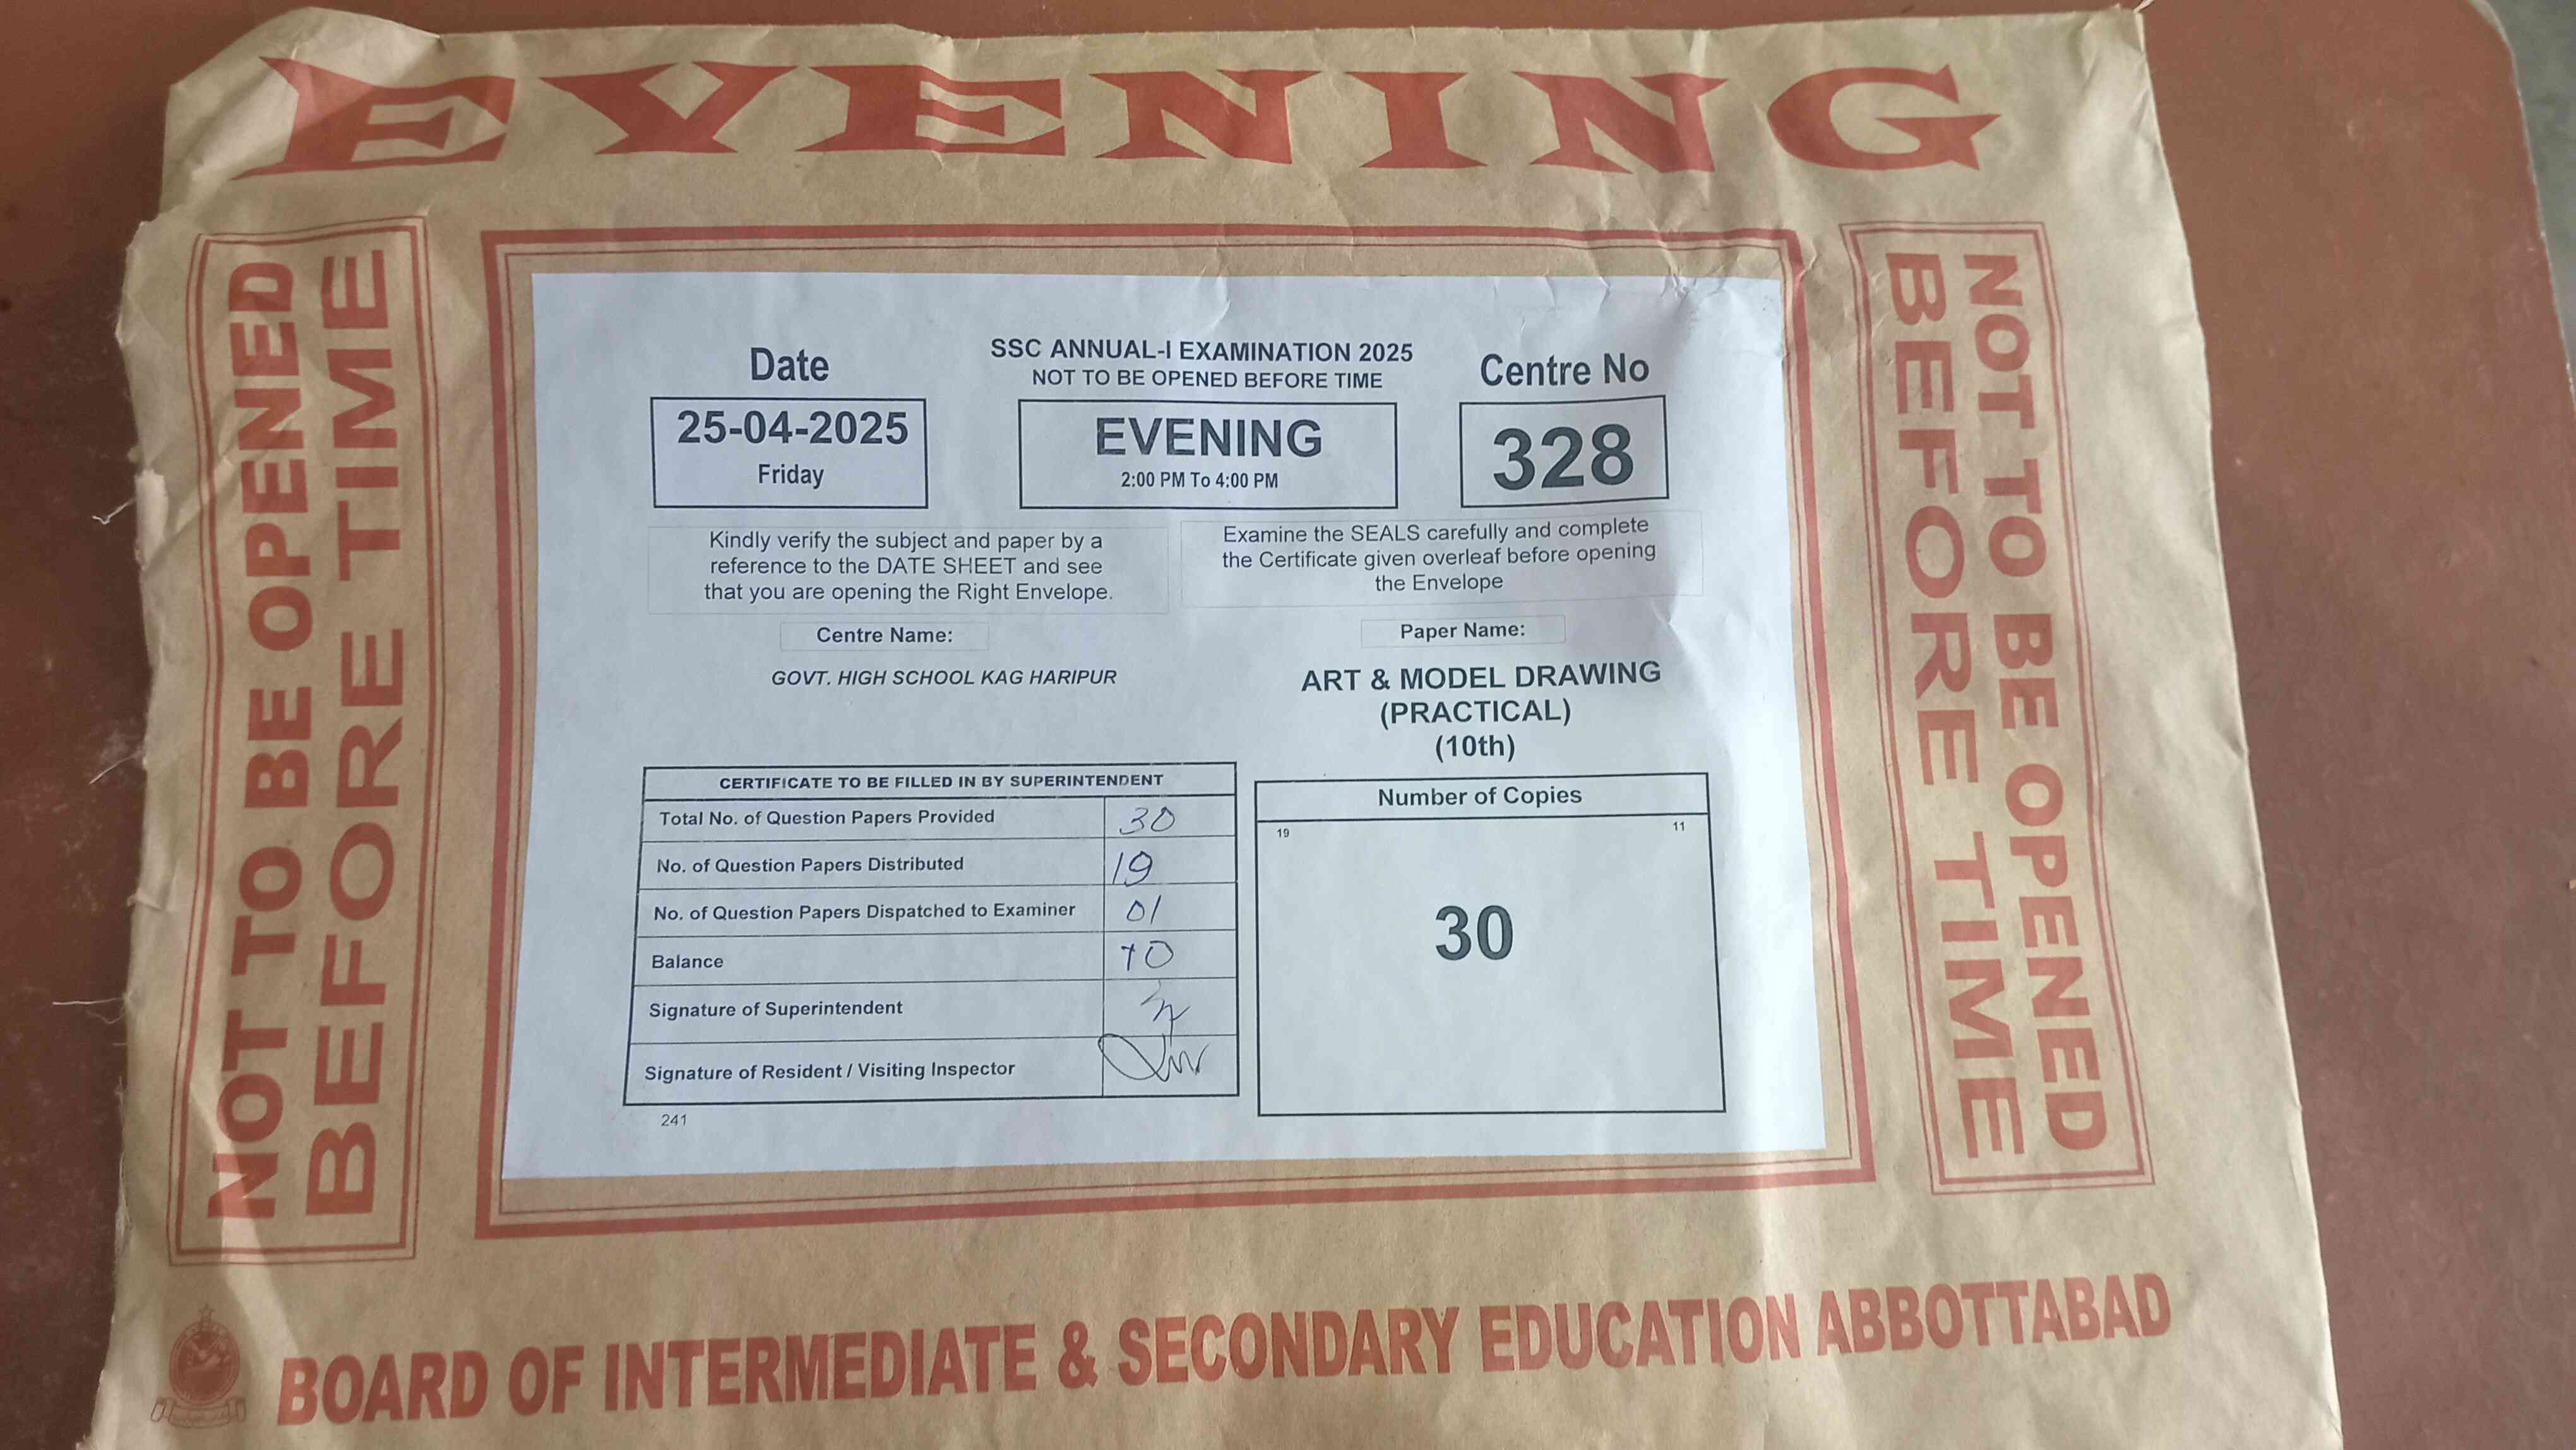 EVENING
NOT TO BE OPENED
BEFORE TIME
NOT TO BE OPENED
BEFORE TIME
Date
25-04-2025
Friday
SSC ANNUAL-I EXAMINATION 2025
NOT TO BE OPENED BEFORE TIME
EVENING
2:00 PM To 4:00 PM
Centre No
328
Kindly verify the subject and paper by a
reference to the DATE SHEET and see
that you are opening the Right Envelope.
Examine the SEALS carefully and complete
the Certificate given overleaf before opening
the Envelope
Centre Name:
GOVT. HIGH SCHOOL KAG HARIPUR
Paper Name:
ART & MODEL DRAWING
(PRACTICAL)
(10th)
CERTIFICATE TO BE FILLED IN BY SUPERINTENDENT
Total No. of Question Papers Provided 30
No. of Question Papers Distributed 19
No. of Question Papers Dispatched to Examiner 01
Balance 10
Signature of Superintendent
Signature of Resident / Visiting Inspector
241
Number of Copies
19 11
30
BOARD OF INTERMEDIATE & SECONDARY EDUCATION ABBOTTABAD